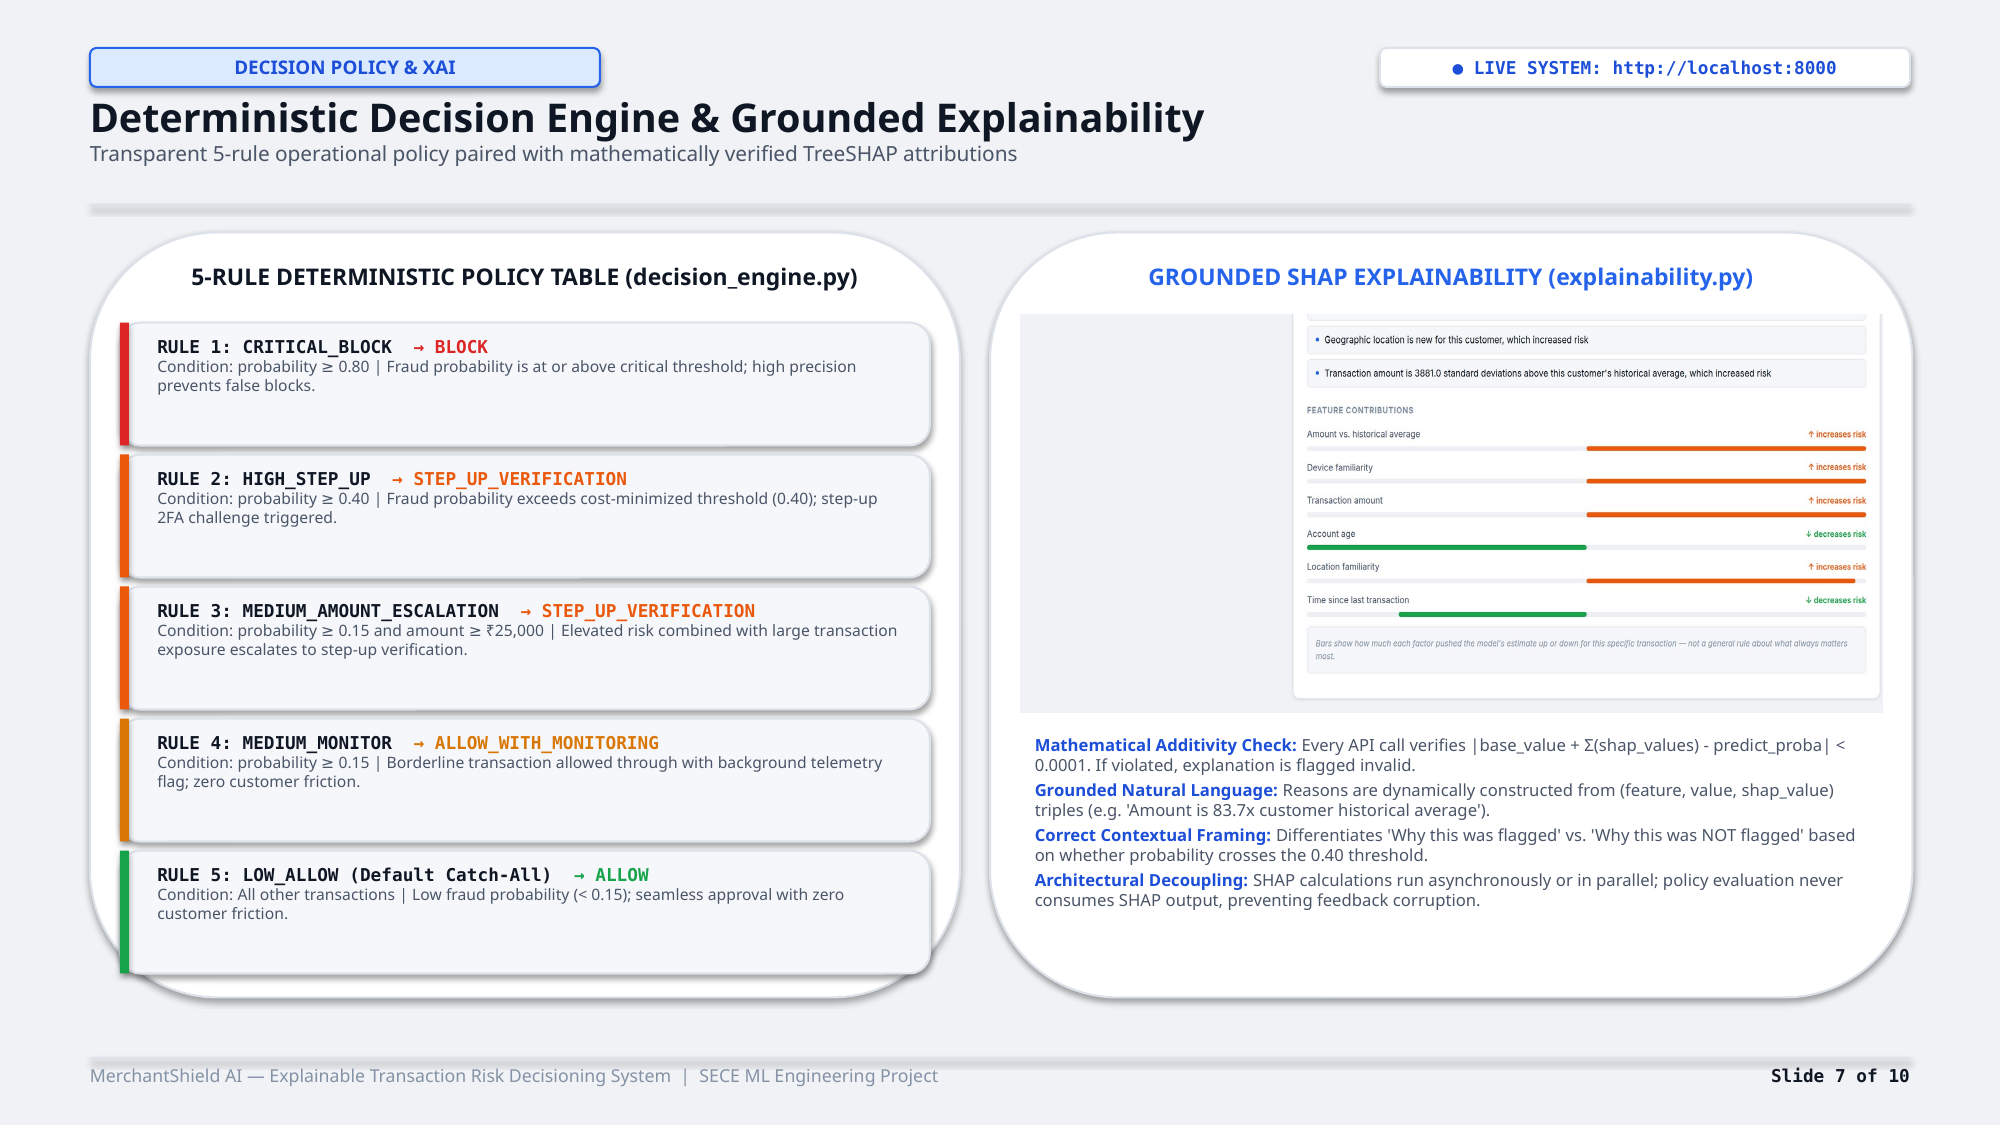 DECISION POLICY & XAI
● LIVE SYSTEM: http://localhost:8000
Deterministic Decision Engine & Grounded Explainability
Transparent 5-rule operational policy paired with mathematically verified TreeSHAP attributions
5-RULE DETERMINISTIC POLICY TABLE (decision_engine.py)
RULE 1: CRITICAL_BLOCK → BLOCK
Condition: probability ≥ 0.80 | Fraud probability is at or above critical threshold; high precision
prevents false blocks.
RULE 2: HIGH_STEP_UP → STEP_UP_VERIFICATION
Condition: probability ≥ 0.40 | Fraud probability exceeds cost-minimized threshold (0.40); step-up
2FA challenge triggered.
RULE 3: MEDIUM_AMOUNT_ESCALATION → STEP_UP_VERIFICATION
Condition: probability ≥ 0.15 and amount ≥ ₹25,000 | Elevated risk combined with large transaction
exposure escalates to step-up verification.
RULE 4: MEDIUM_MONITOR → ALLOW_WITH_MONITORING
Condition: probability ≥ 0.15 | Borderline transaction allowed through with background telemetry
flag; zero customer friction.
RULE 5: LOW_ALLOW (Default Catch-All) → ALLOW
Condition: All other transactions | Low fraud probability (< 0.15); seamless approval with zero
customer friction.
GROUNDED SHAP EXPLAINABILITY (explainability.py)
• Geographic location is new for this customer, which increased risk
• Transaction amount is 3881.0 standard deviations above this customer's historical average, which increased risk
FEATURE CONTRIBUTIONS
Amount vs. historical average ↑ increases risk
Device familiarity ↑ increases risk
Transaction amount ↑ increases risk
Account age ↓ decreases risk
Location familiarity ↑ increases risk
Time since last transaction ↓ decreases risk
Bars show how much each factor pushed the model's estimate up or down for this specific transaction — not a general rule about what always matters
most.
Mathematical Additivity Check: Every API call verifies |base_value + Σ(shap_values) - predict_proba| <
0.0001. If violated, explanation is flagged invalid.
Grounded Natural Language: Reasons are dynamically constructed from (feature, value, shap_value)
triples (e.g. 'Amount is 83.7x customer historical average').
Correct Contextual Framing: Differentiates 'Why this was flagged' vs. 'Why this was NOT flagged' based
on whether probability crosses the 0.40 threshold.
Architectural Decoupling: SHAP calculations run asynchronously or in parallel; policy evaluation never
consumes SHAP output, preventing feedback corruption.
MerchantShield AI — Explainable Transaction Risk Decisioning System | SECE ML Engineering Project
Slide 7 of 10